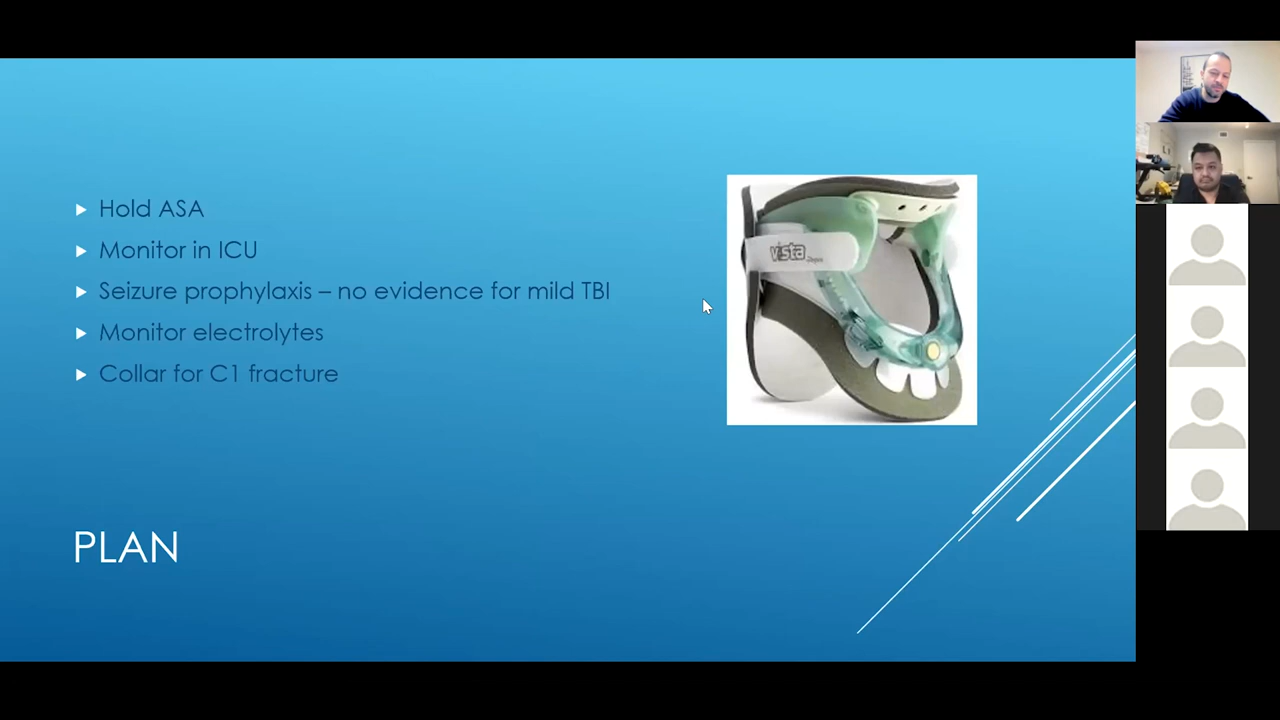 Hold ASA
Monitor in ICU
Seizure prophylaxis – no evidence for mild TBI
Monitor electrolytes
Collar for C1 fracture
vista
PLAN